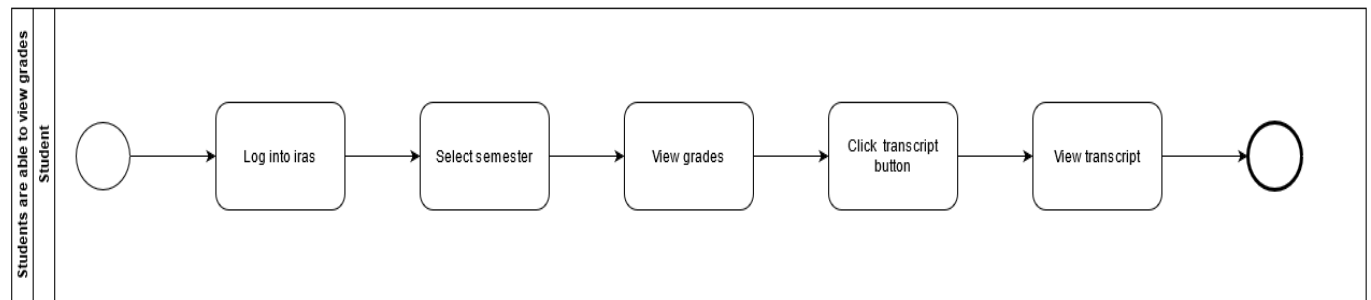 Students are able to view grades
Student
Log into iras
Select semester
View grades
Click transcript
button
View transcript